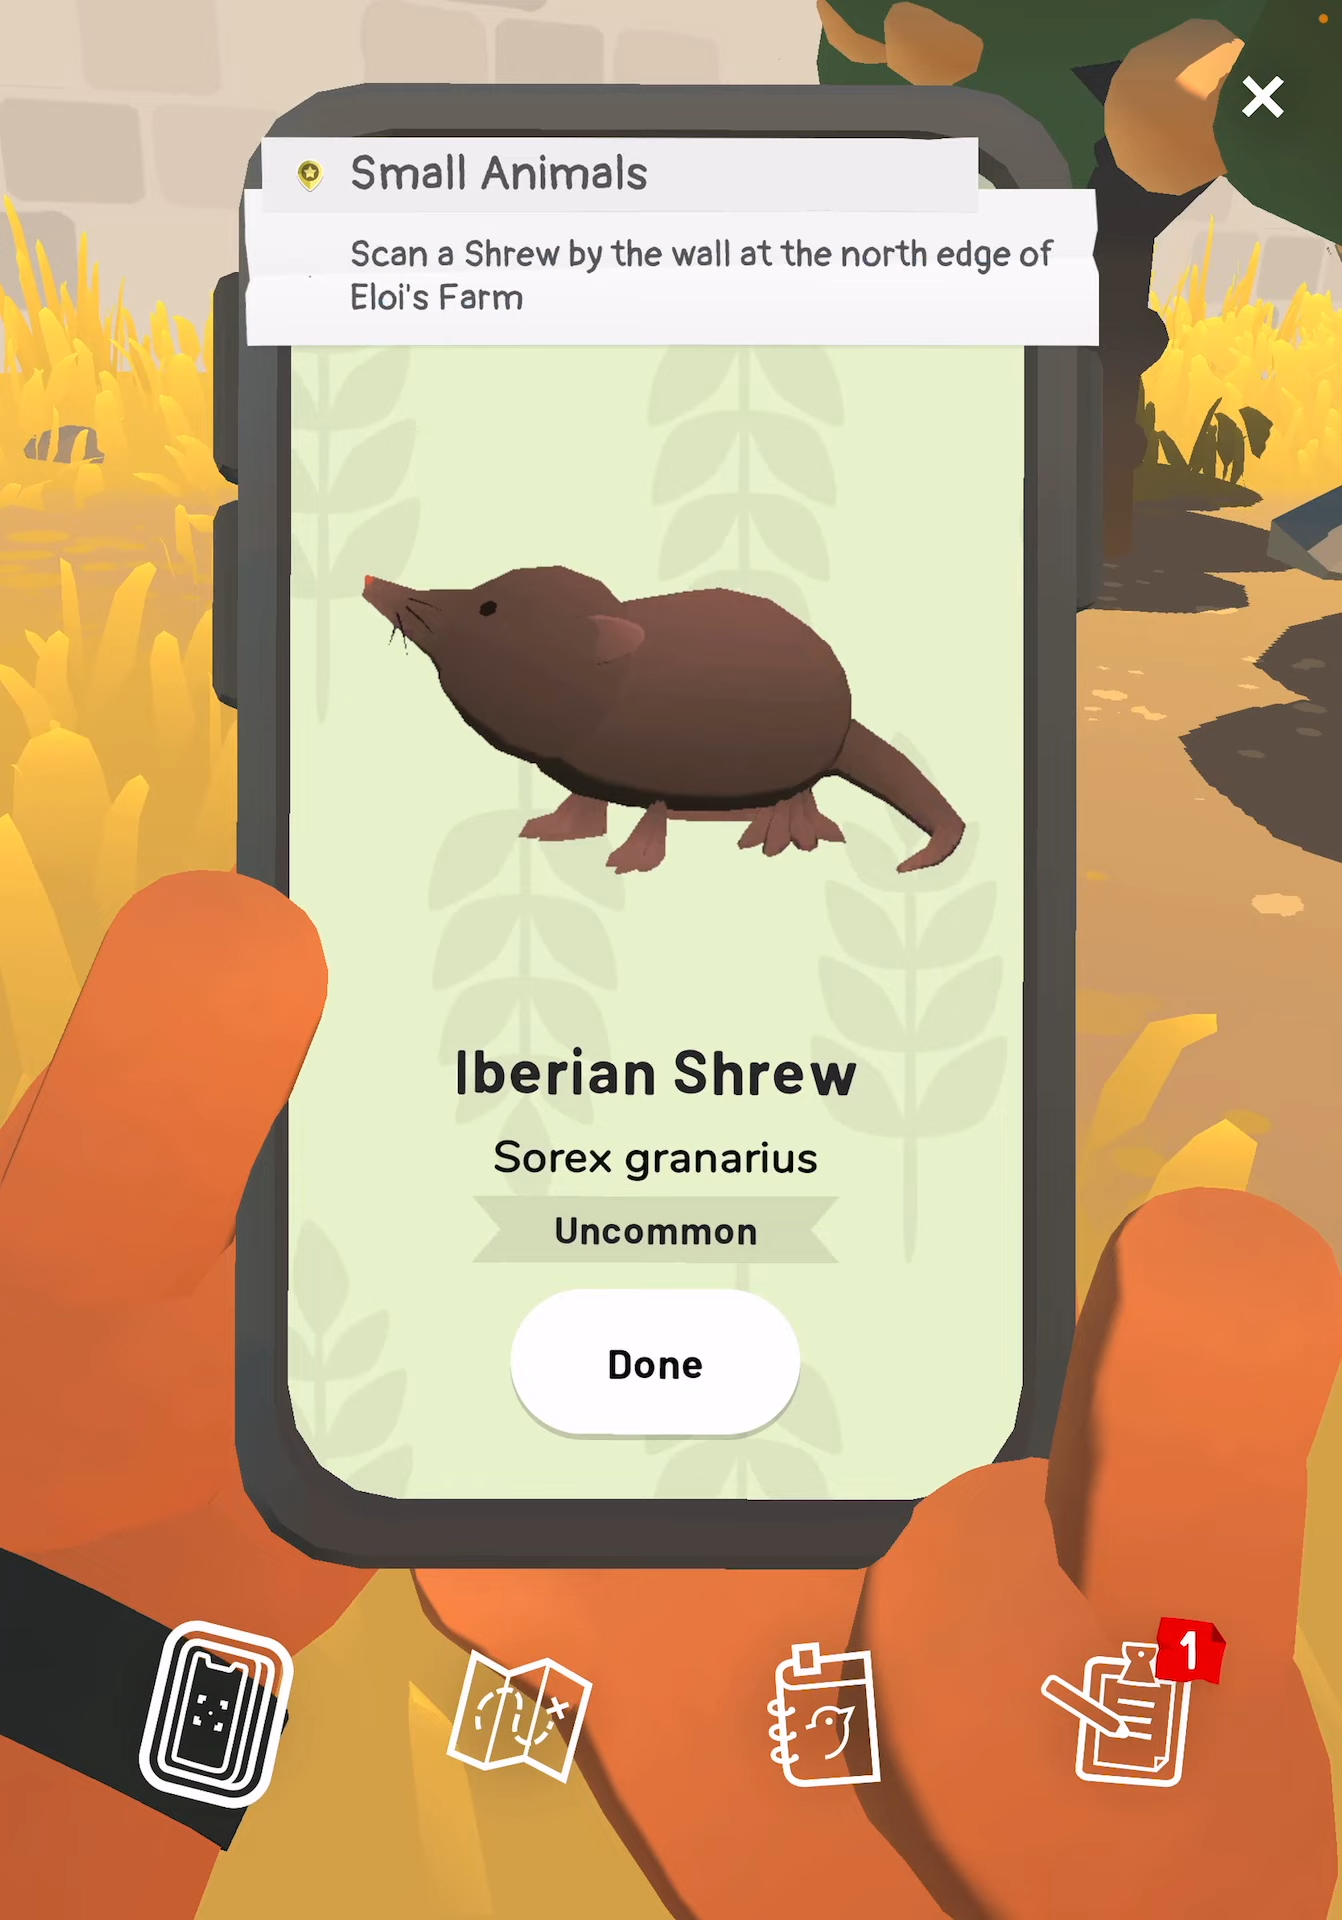 Small Animals
Scan a Shrew by the wall at the north edge of
Eloi's Farm
Iberian Shrew
Sorex granarius
Uncommon
Done
1